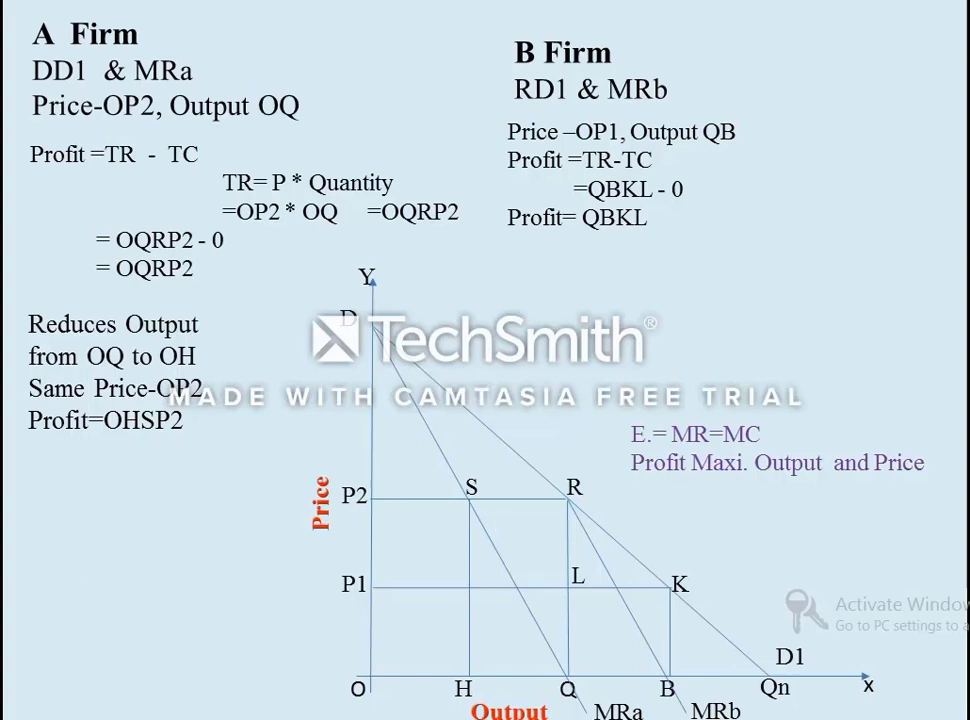 A Firm
DD1 & MRa
Price-OP2, Output OQ
Profit =TR - TC
TR= P * Quantity
=OP2 * OQ =OQRP2
= OQRP2 - 0
= OQRP2
Reduces Output
from OQ to OH
Same Price-OP2
Profit=OHSP2
B Firm
RD1 & MRb
Price –OP1, Output QB
Profit =TR-TC
=QBKL - 0
Profit= QBKL
E.= MR=MC
Profit Maxi. Output and Price
Y
D
TechSmith®
MADE WITH CAMTASIA FREE TRIAL
Price
P2
S
R
P1
L
K
D1
O
H
Q
B
Qn
x
Output
MRa
MRb
Activate Window
Go to PC settings to a